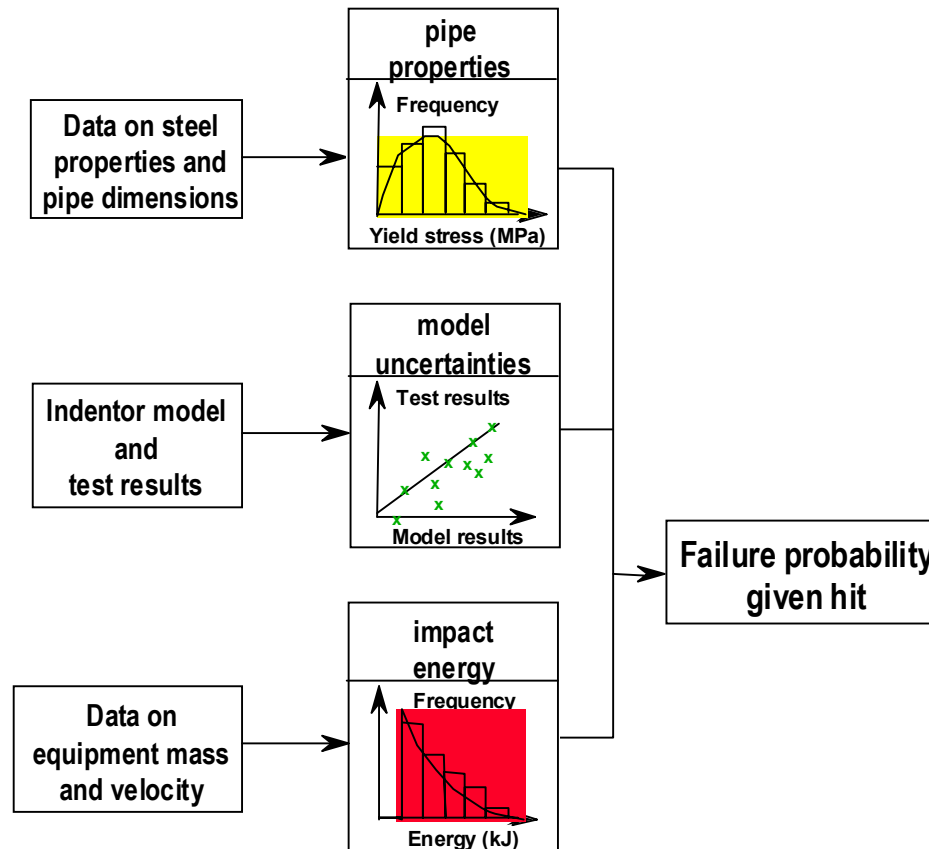 Data on steel
properties and
pipe dimensions
pipe
properties
Frequency
Yield stress (MPa)
Indentor model
and
test results
model
uncertainties
Test results
x
x
x
x
x
x
x
x
x
x
x
Model results
Data on
equipment mass
and velocity
impact
energy
Frequency
Energy (kJ)
Failure probability
given hit